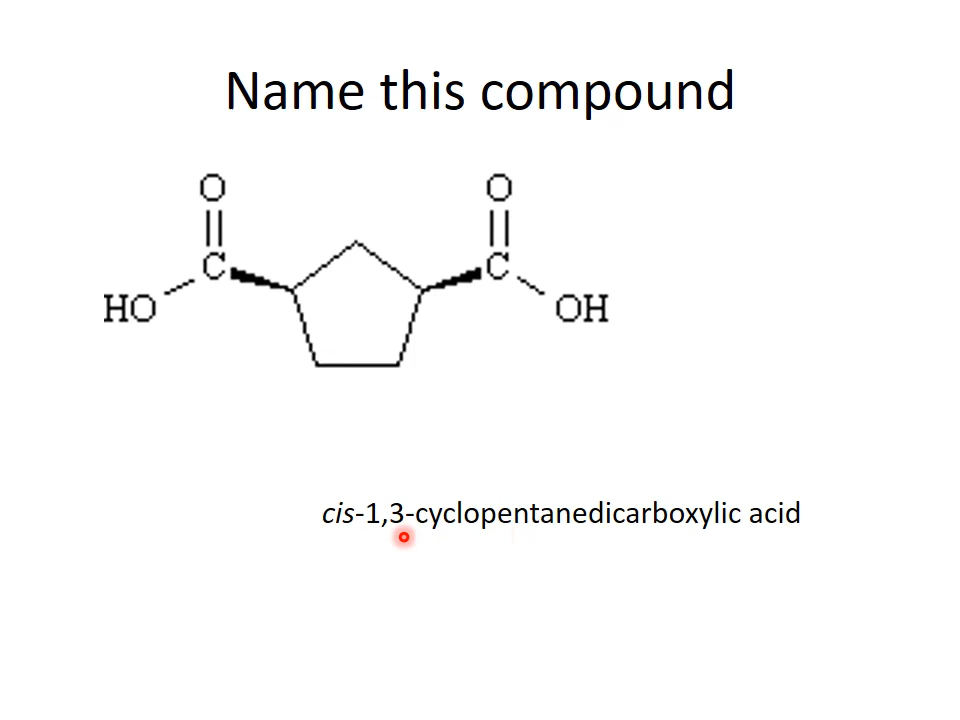 Name this compound
O O
C C
HO OH
cis-1,3-cyclopentanedicarboxylic acid